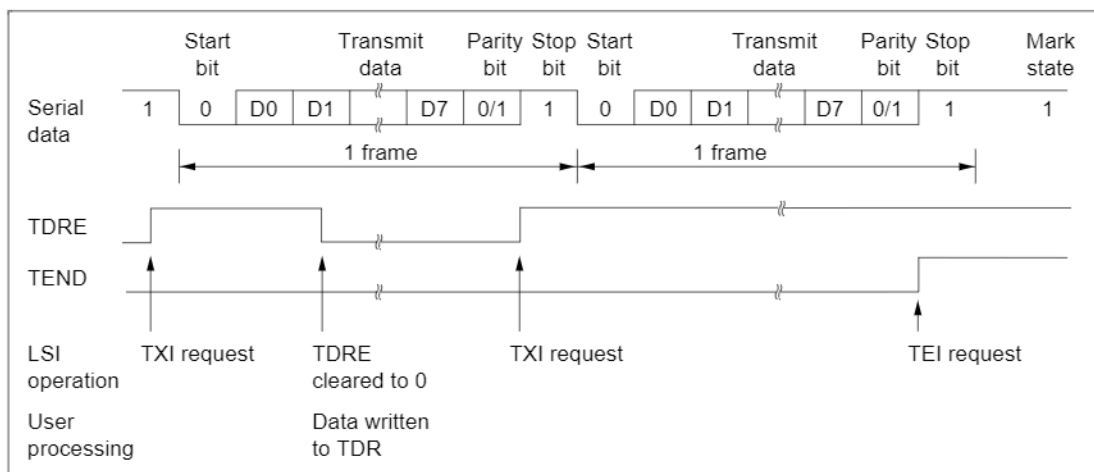 Start Transmit Parity Stop Start Transmit Parity Stop Mark
bit data bit bit bit data bit bit state
Serial 1 0 D0 D1 D7 0/1 1 0 D0 D1 D7 0/1 1 1
data
1 frame 1 frame
TDRE
TEND
LSI TXI request TDRE TXI request TEI request
operation cleared to 0
User Data written
processing to TDR